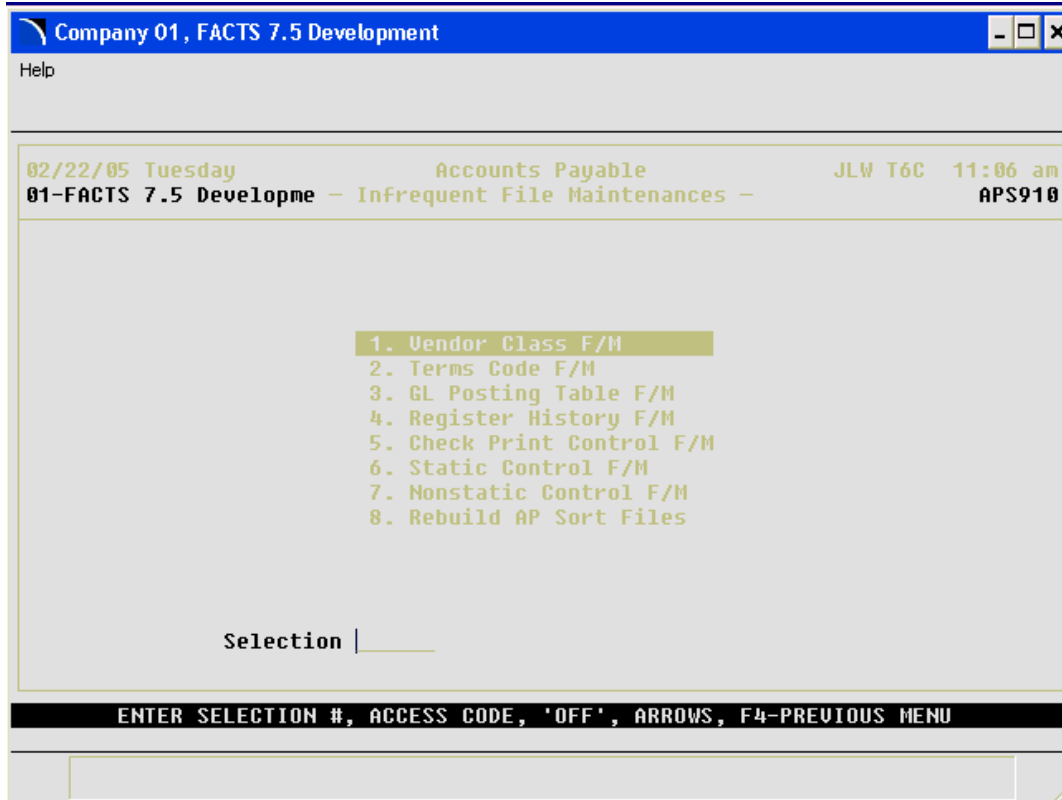 Company 01, FACTS 7.5 Development
Help
02/22/05 Tuesday Accounts Payable JLW T6C 11:06 am
01-FACTS 7.5 Developme – Infrequent File Maintenances – APS910
1. Vendor Class F/M
2. Terms Code F/M
3. GL Posting Table F/M
4. Register History F/M
5. Check Print Control F/M
6. Static Control F/M
7. Nonstatic Control F/M
8. Rebuild AP Sort Files
Selection
ENTER SELECTION #, ACCESS CODE, 'OFF', ARROWS, F4-PREVIOUS MENU